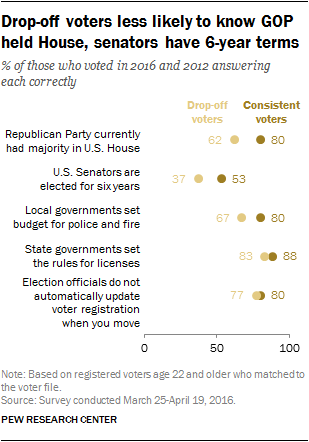 Drop-off voters less likely to know GOP
held House, senators have 6-year terms
% of those who voted in 2016 and 2012 answering
each correctly
Drop-off Consistent
voters voters
Republican Party currently
had majority in U.S. House 62 80
U.S. Senators are
elected for six years 37 53
Local governments set
budget for police and fire 67 80
State governments set
the rules for licenses 83 88
Election officials do not
automatically update
voter registration
when you move 77 80
0 50 100
Note: Based on registered voters age 22 and older who matched to
the voter file.
Source: Survey conducted March 25-April 19, 2016.
PEW RESEARCH CENTER